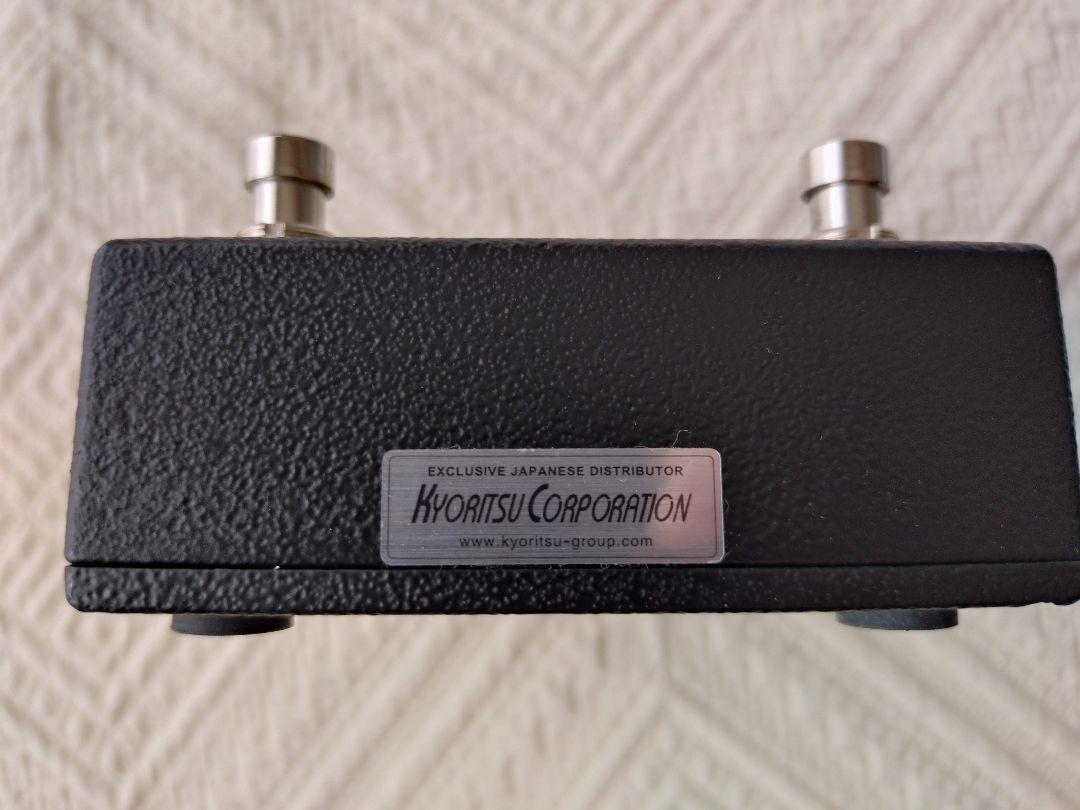 EXCLUSIVE JAPANESE DISTRIBUTOR
KYORITSU CORPORATION
www.kyoritsu-group.com